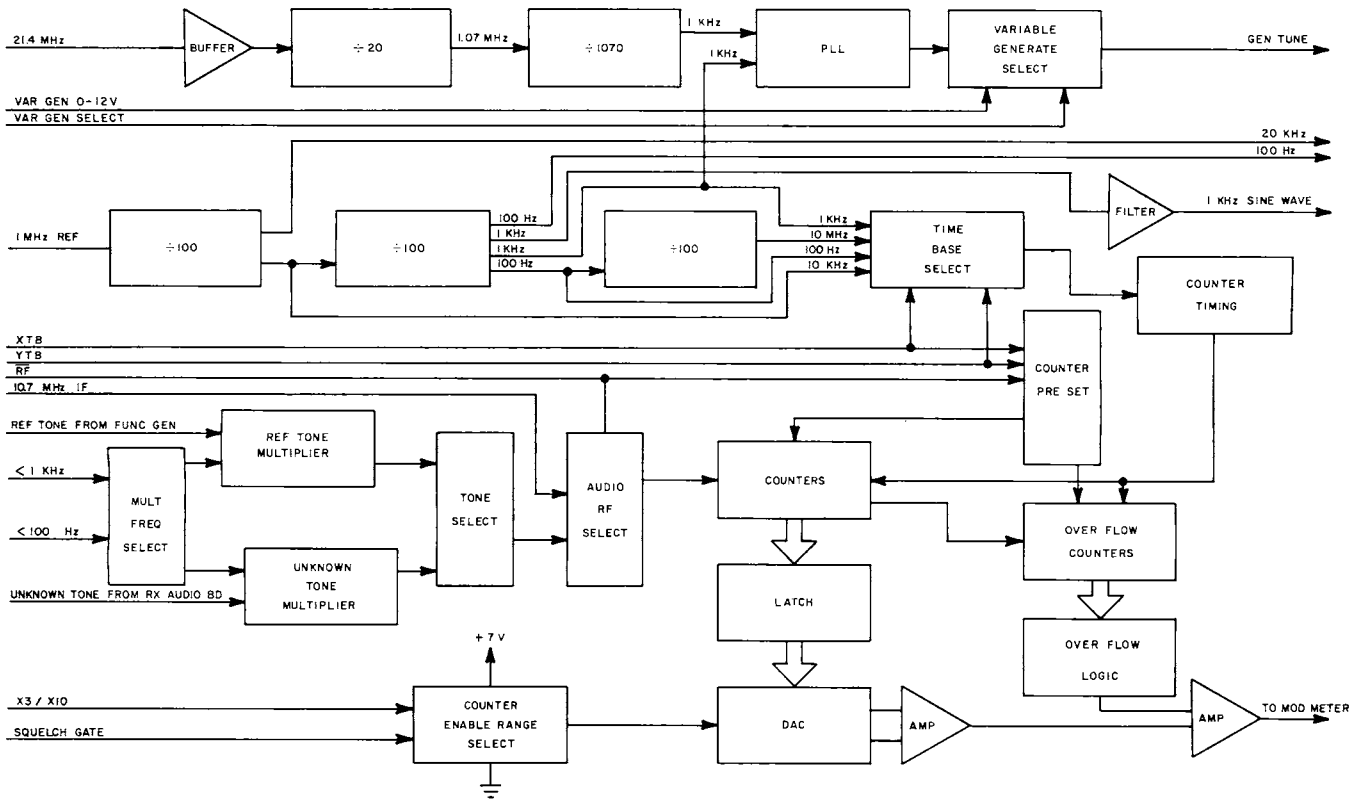 21.4 MHz
BUFFER
÷20
1.07 MHz
÷1070
1 KHz
1 KHz
PLL
VARIABLE
GENERATE
SELECT
GEN TUNE
VAR GEN 0-12V
VAR GEN SELECT
20 KHz
100 Hz
1 MHz REF
÷100
÷100
100 Hz
1 KHz
1 KHz
100 Hz
÷100
1 KHz
10 MHz
100 Hz
10 KHz
TIME
BASE
SELECT
FILTER
1 KHz SINE WAVE
COUNTER
TIMING
XTB
YTB
RF
10.7 MHz IF
COUNTER
PRE SET
REF TONE FROM FUNC GEN
REF TONE
MULTIPLIER
< 1 KHz
MULT
FREQ
SELECT
< 100 Hz
TONE
SELECT
AUDIO
RF
SELECT
COUNTERS
OVER FLOW
COUNTERS
UNKNOWN
TONE
MULTIPLIER
UNKNOWN TONE FROM RX AUDIO BD
LATCH
OVER FLOW
LOGIC
+7V
X3 / X10
SQUELCH GATE
COUNTER
ENABLE RANGE
SELECT
DAC
AMP
AMP
TO MOD METER